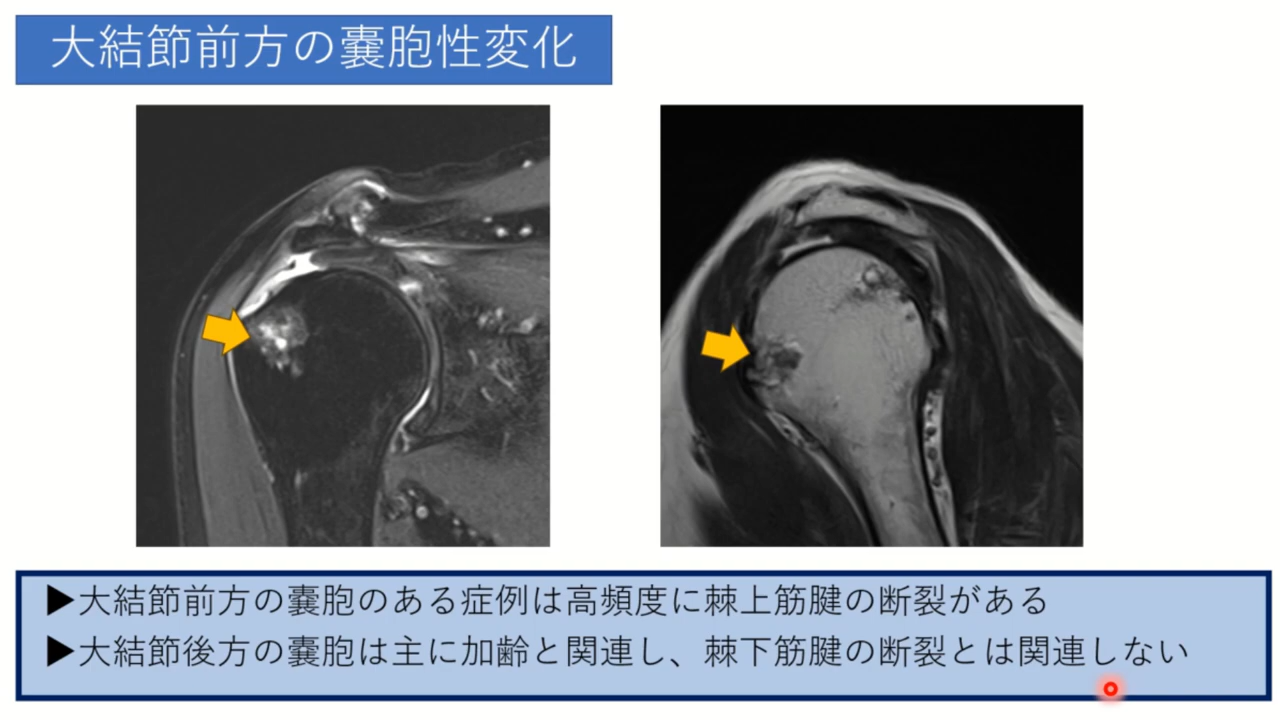 大結節前方の嚢胞性変化
▶大結節前方の嚢胞のある症例は高頻度に棘上筋腱の断裂がある
▶大結節後方の嚢胞は主に加齢と関連し、棘下筋腱の断裂とは関連しない